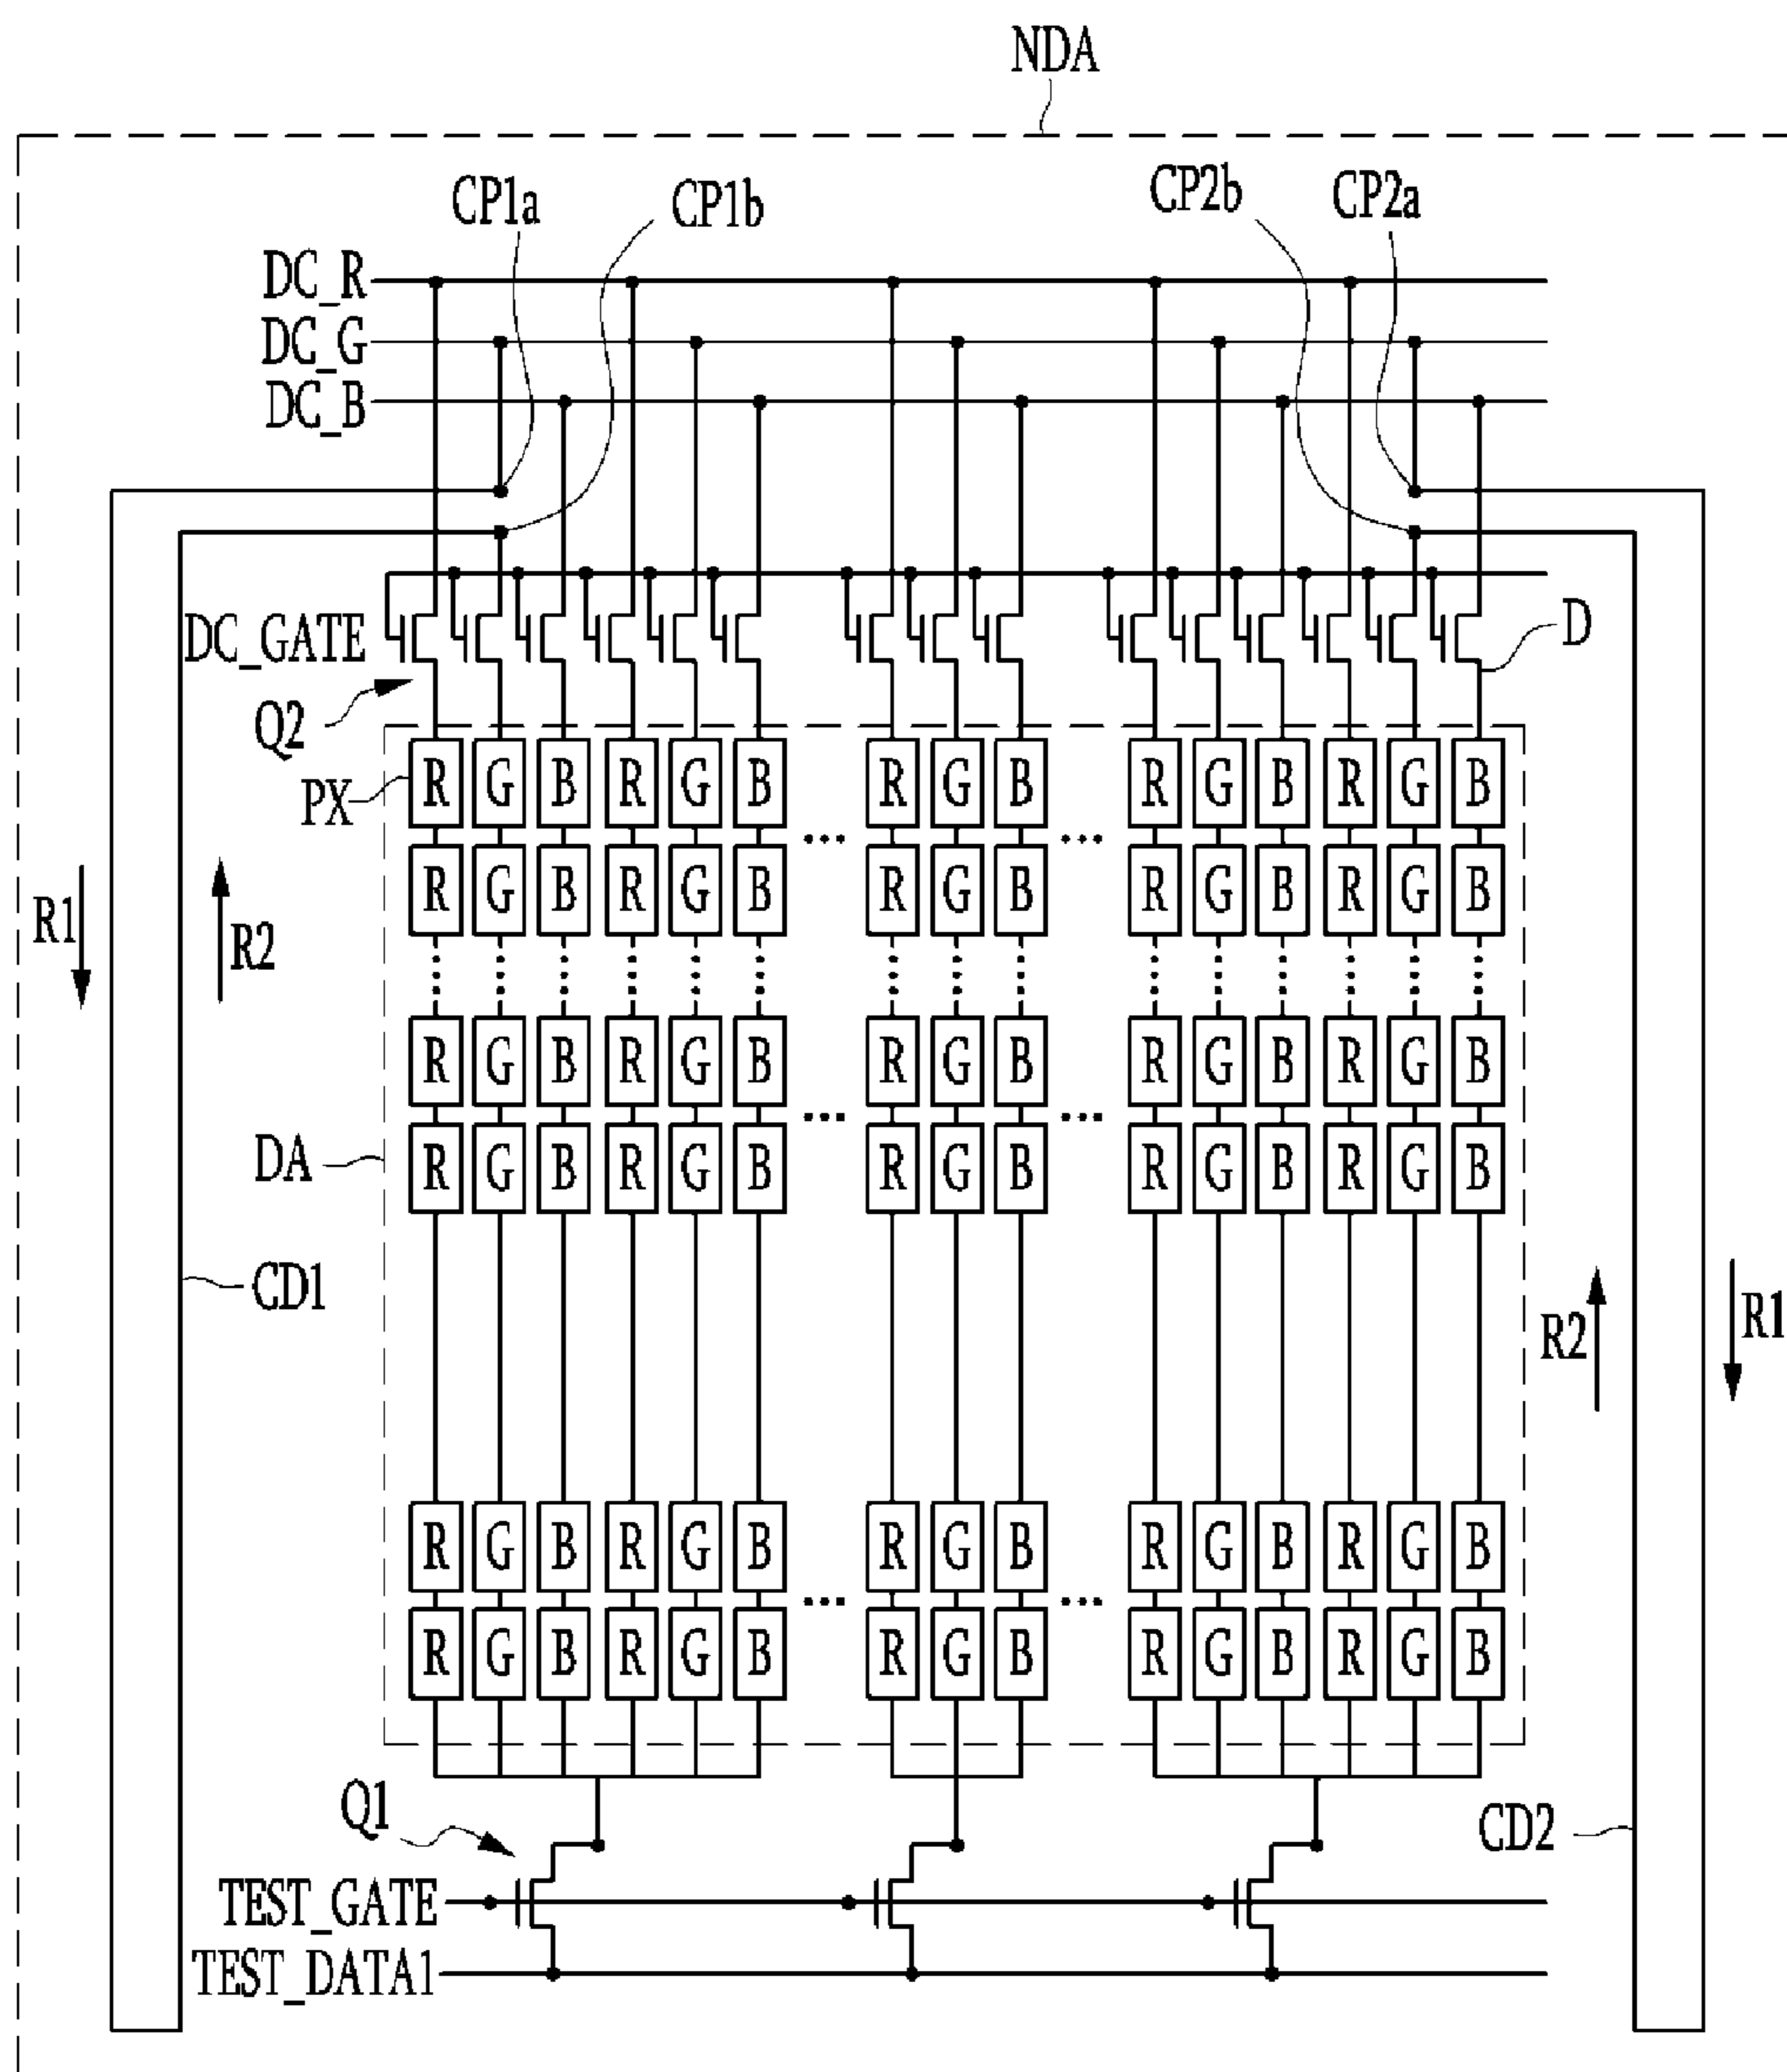 NDA
CP1a CP1b CP2b CP2a
DC_R
DC_G
DC_B
DC_GATE
D
Q2
PX
R G B R G B ... R G B ... R G B R G B
R G B R G B R G B R G B R G B
R1
R2
R G B R G B ... R G B ... R G B R G B
DA
R G B R G B R G B R G B R G B
CD1
R2
R1
R G B R G B ... R G B ... R G B R G B
R G B R G B R G B R G B R G B
Q1
CD2
TEST_GATE
TEST_DATA1